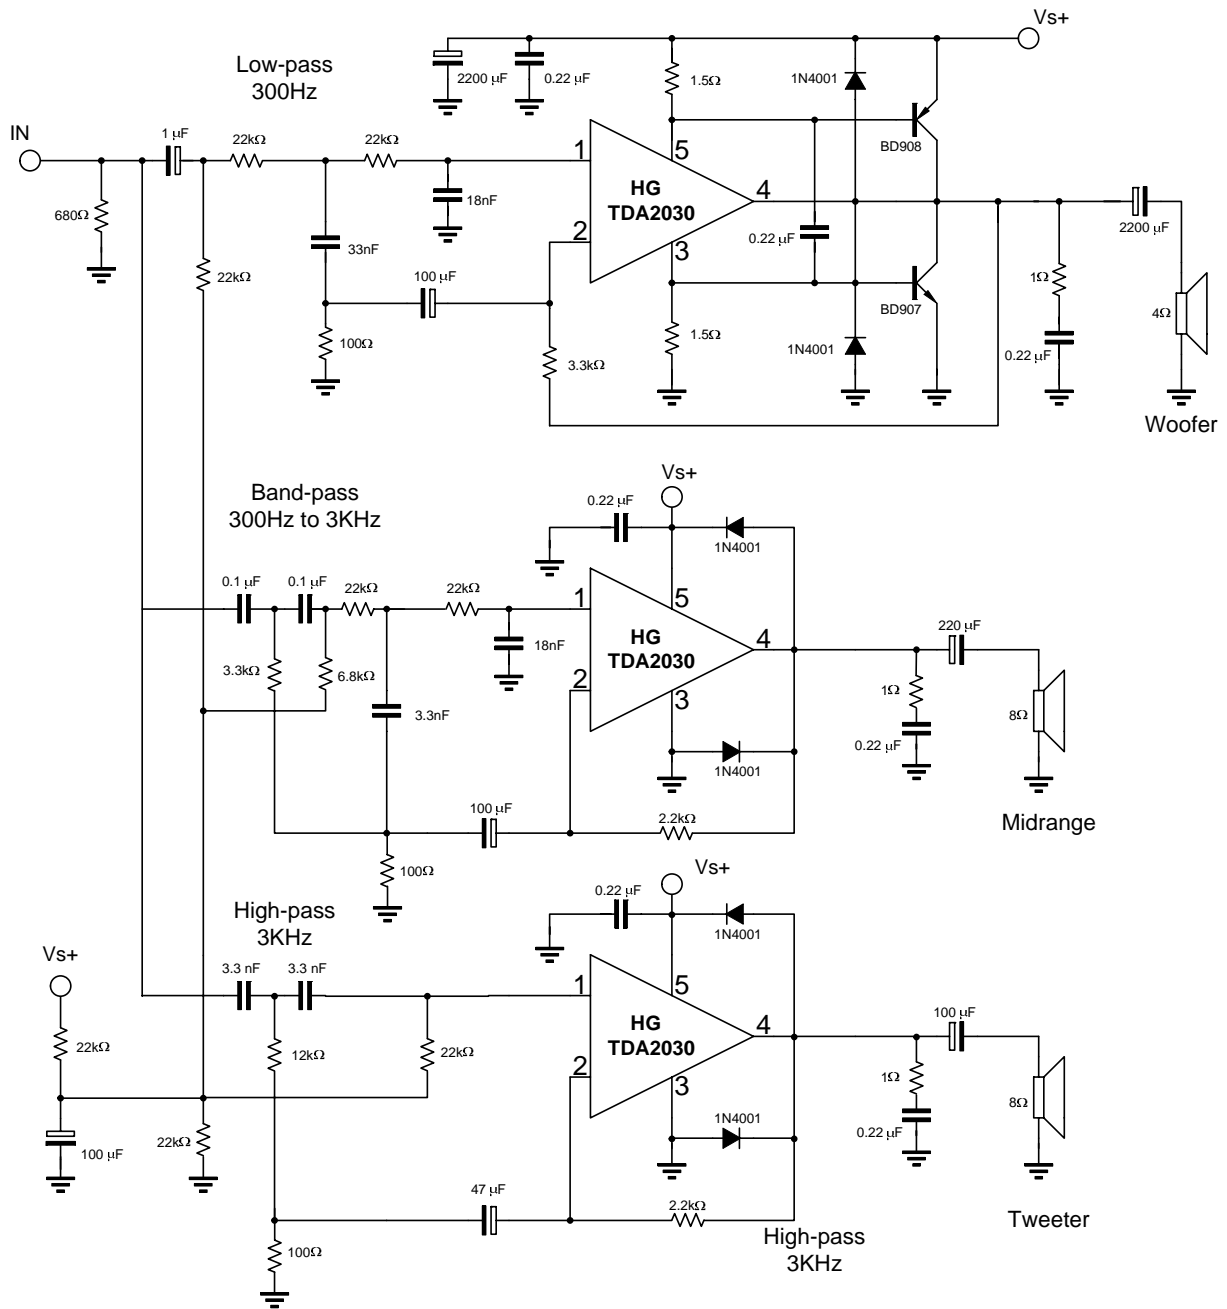 Vs+
Low-pass
300Hz
2200 µF
0.22 µF
1.5Ω
1N4001
BD908
IN
1 µF
22kΩ
22kΩ
1
5
HG
TDA2030
4
680Ω
18nF
2
3
0.22 µF
2200 µF
33nF
22kΩ
100 µF
BD907
1Ω
4Ω
100Ω
1.5Ω
1N4001
0.22 µF
3.3kΩ
Woofer
Vs+
Band-pass
300Hz to 3KHz
0.22 µF
1N4001
0.1 µF
0.1 µF
22kΩ
22kΩ
1
5
HG
TDA2030
4
220 µF
18nF
3.3kΩ
6.8kΩ
2
3
1Ω
8Ω
3.3nF
0.22 µF
1N4001
100 µF
2.2kΩ
Midrange
100Ω
Vs+
0.22 µF
High-pass
3KHz
1N4001
Vs+
3.3 nF
3.3 nF
1
5
HG
TDA2030
4
100 µF
22kΩ
12kΩ
22kΩ
2
3
1Ω
8Ω
1N4001
0.22 µF
22kΩ
100 µF
47 µF
2.2kΩ
Tweeter
High-pass
3KHz
100Ω